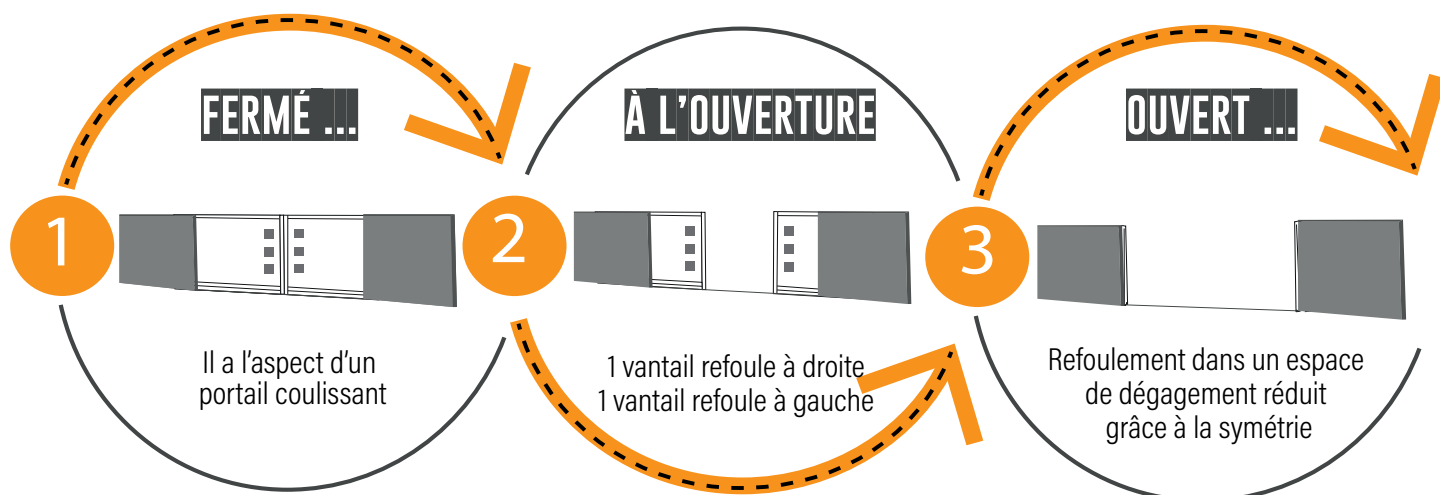 1
FERMÉ ...
Il a l'aspect d'un
portail coulissant
2
À L'OUVERTURE
1 vantail refoule à droite
1 vantail refoule à gauche
3
OUVERT ...
Refoulement dans un espace
de dégagement réduit
grâce à la symétrie